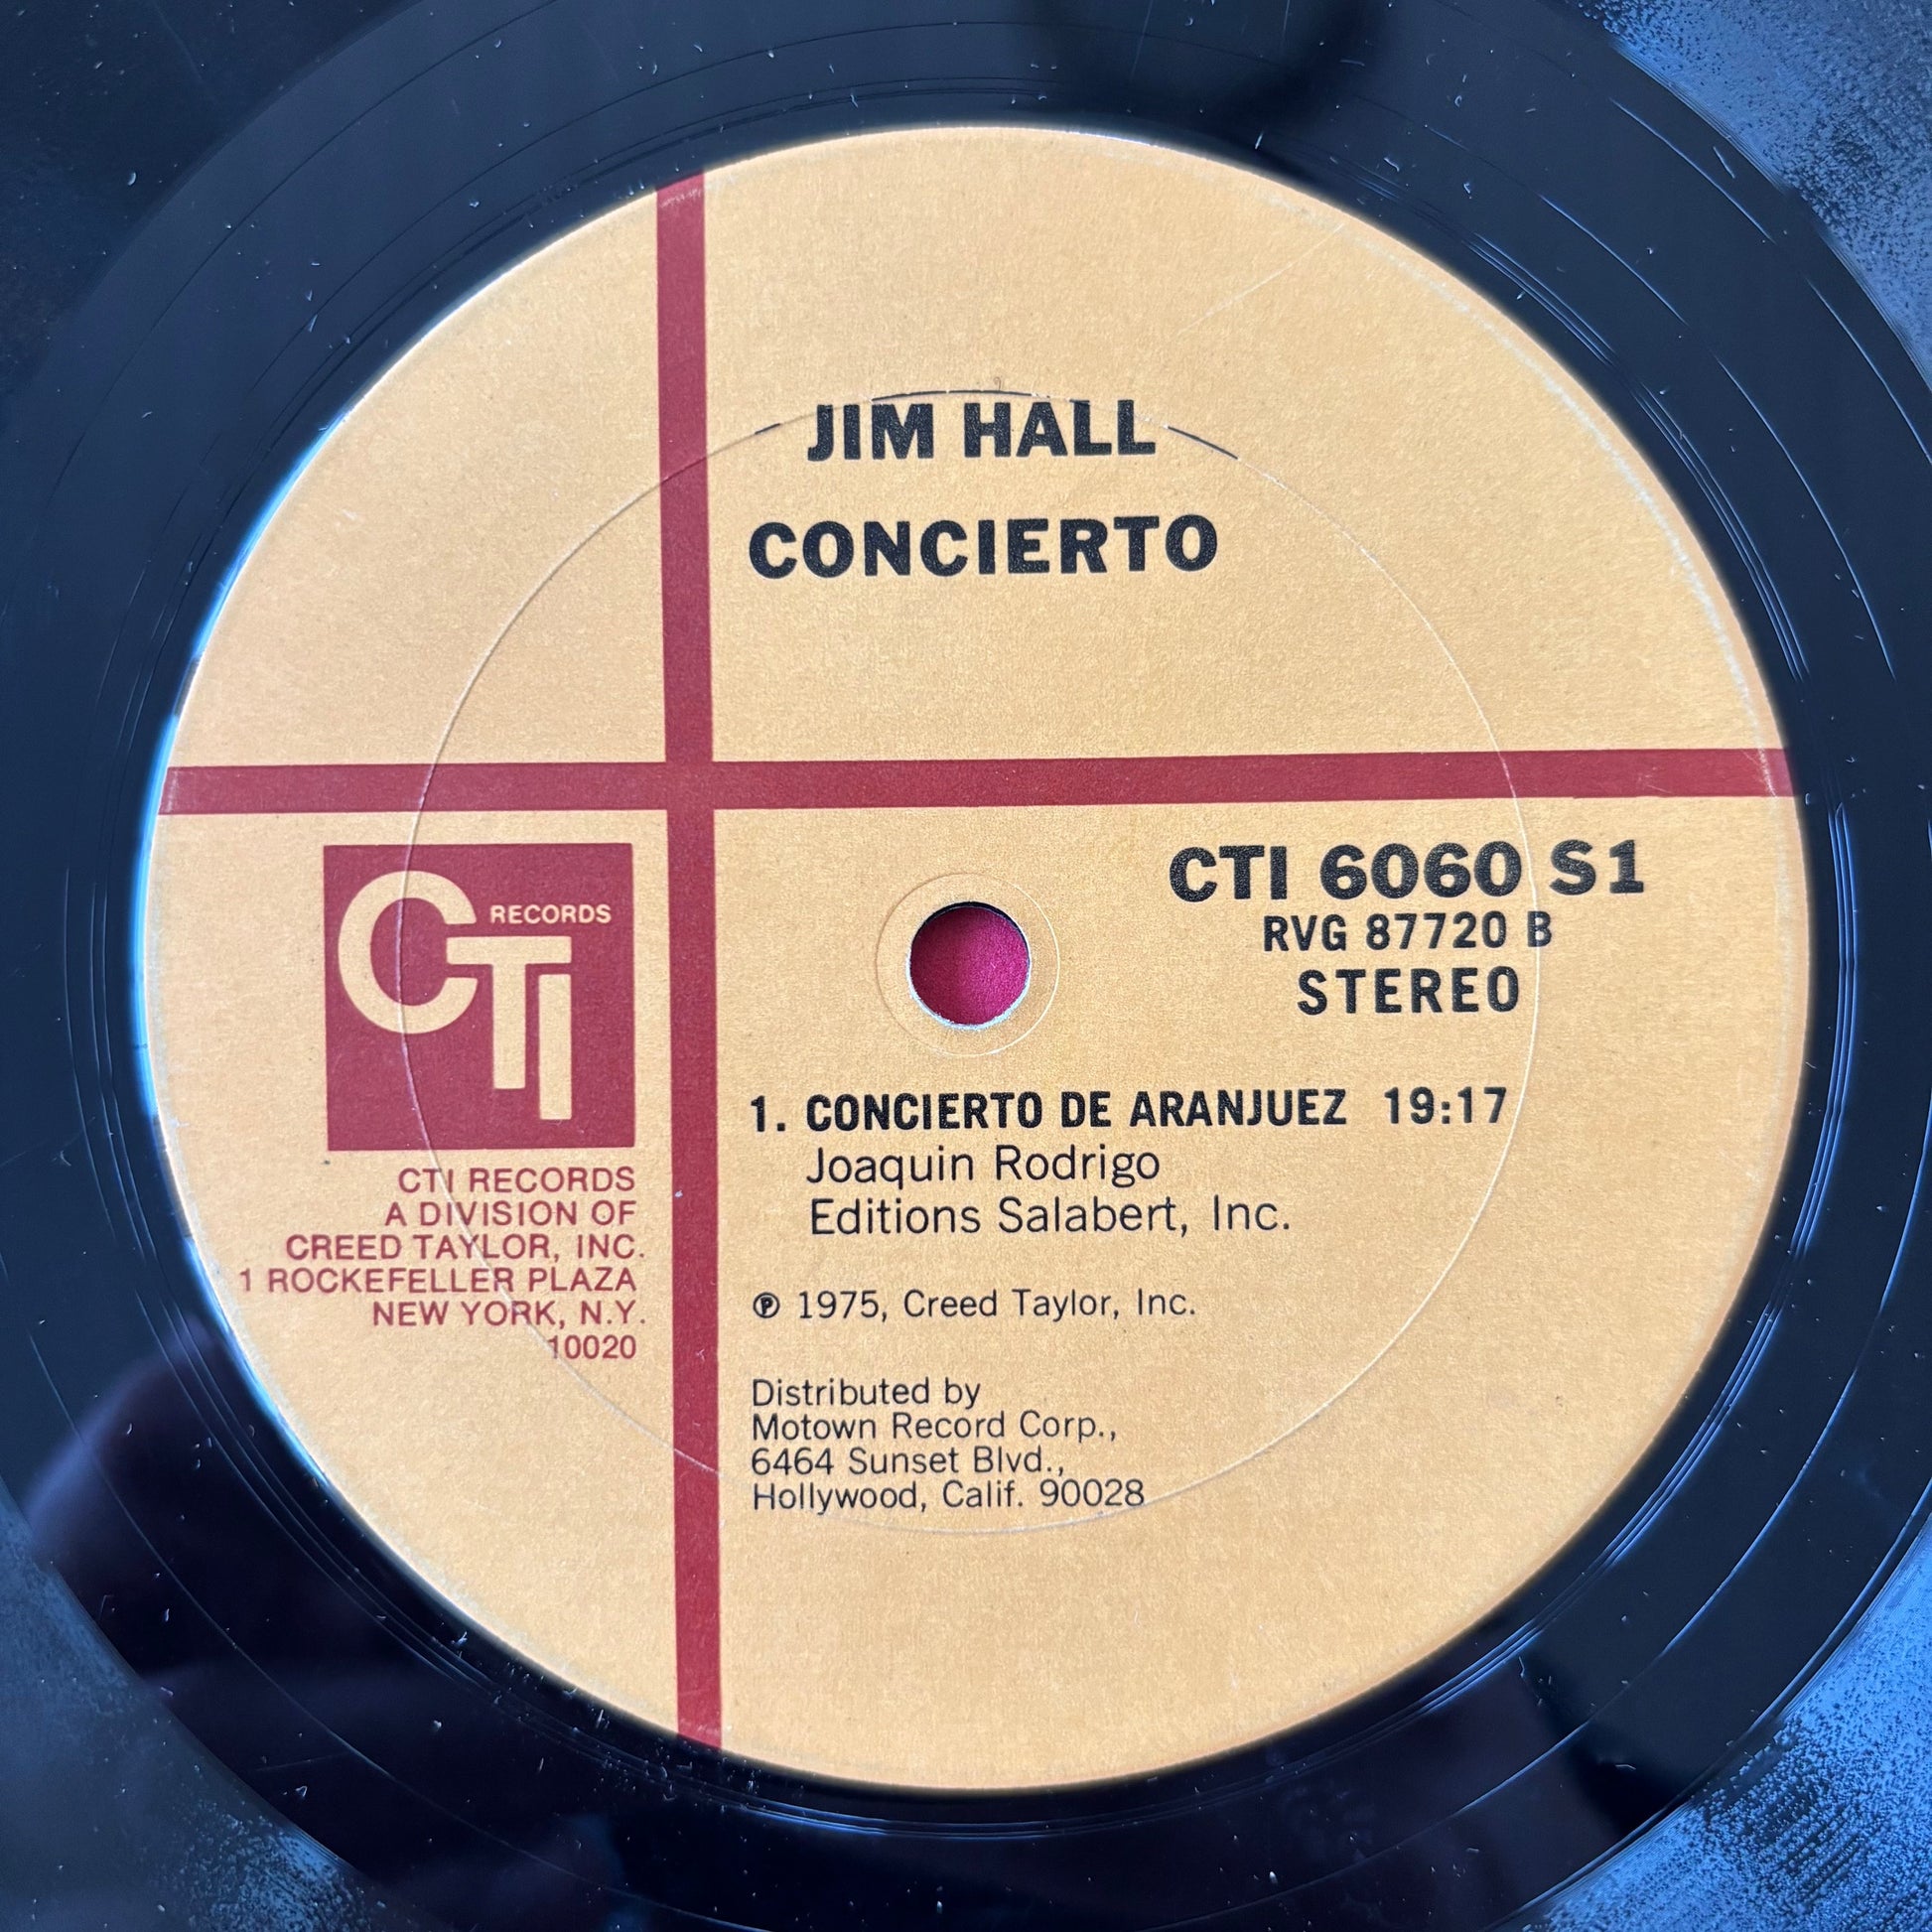 JIM HALL
CONCIERTO
CTI RECORDS
CTI RECORDS
A DIVISION OF
CREED TAYLOR, INC.
1 ROCKEFELLER PLAZA
NEW YORK, N.Y.
10020
CTI 6060 S1
RVG 87720 B
STEREO
1. CONCIERTO DE ARANJUEZ 19:17
Joaquin Rodrigo
Editions Salabert, Inc.
℗ 1975, Creed Taylor, Inc.
Distributed by
Motown Record Corp.,
6464 Sunset Blvd.,
Hollywood, Calif. 90028